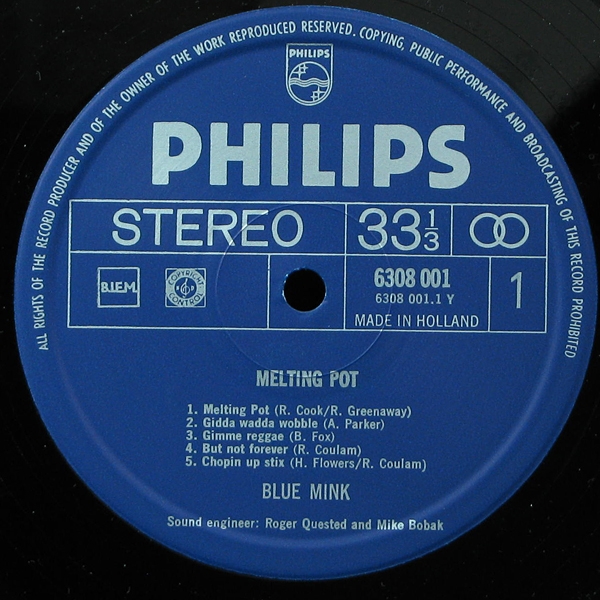 ALL RIGHTS OF THE RECORD PRODUCER AND OF THE OWNER OF THE WORK REPRODUCED RESERVED. COPYING, PUBLIC PERFORMANCE AND BROADCASTING OF THIS RECORD PROHIBITED
PHILIPS
PHILIPS
STEREO 33 1/3
B.I.E.M. COPYRIGHT CONTROL 6308 001 1
6308 001.1 Y
MADE IN HOLLAND
MELTING POT
1. Melting Pot (R. Cook/R. Greenaway)
2. Gidda wadda wobble (A. Parker)
3. Gimme reggae (B. Fox)
4. But not forever (R. Coulam)
5. Chopin up stix (H. Flowers/R. Coulam)
BLUE MINK
Sound engineer: Roger Quested and Mike Bobak